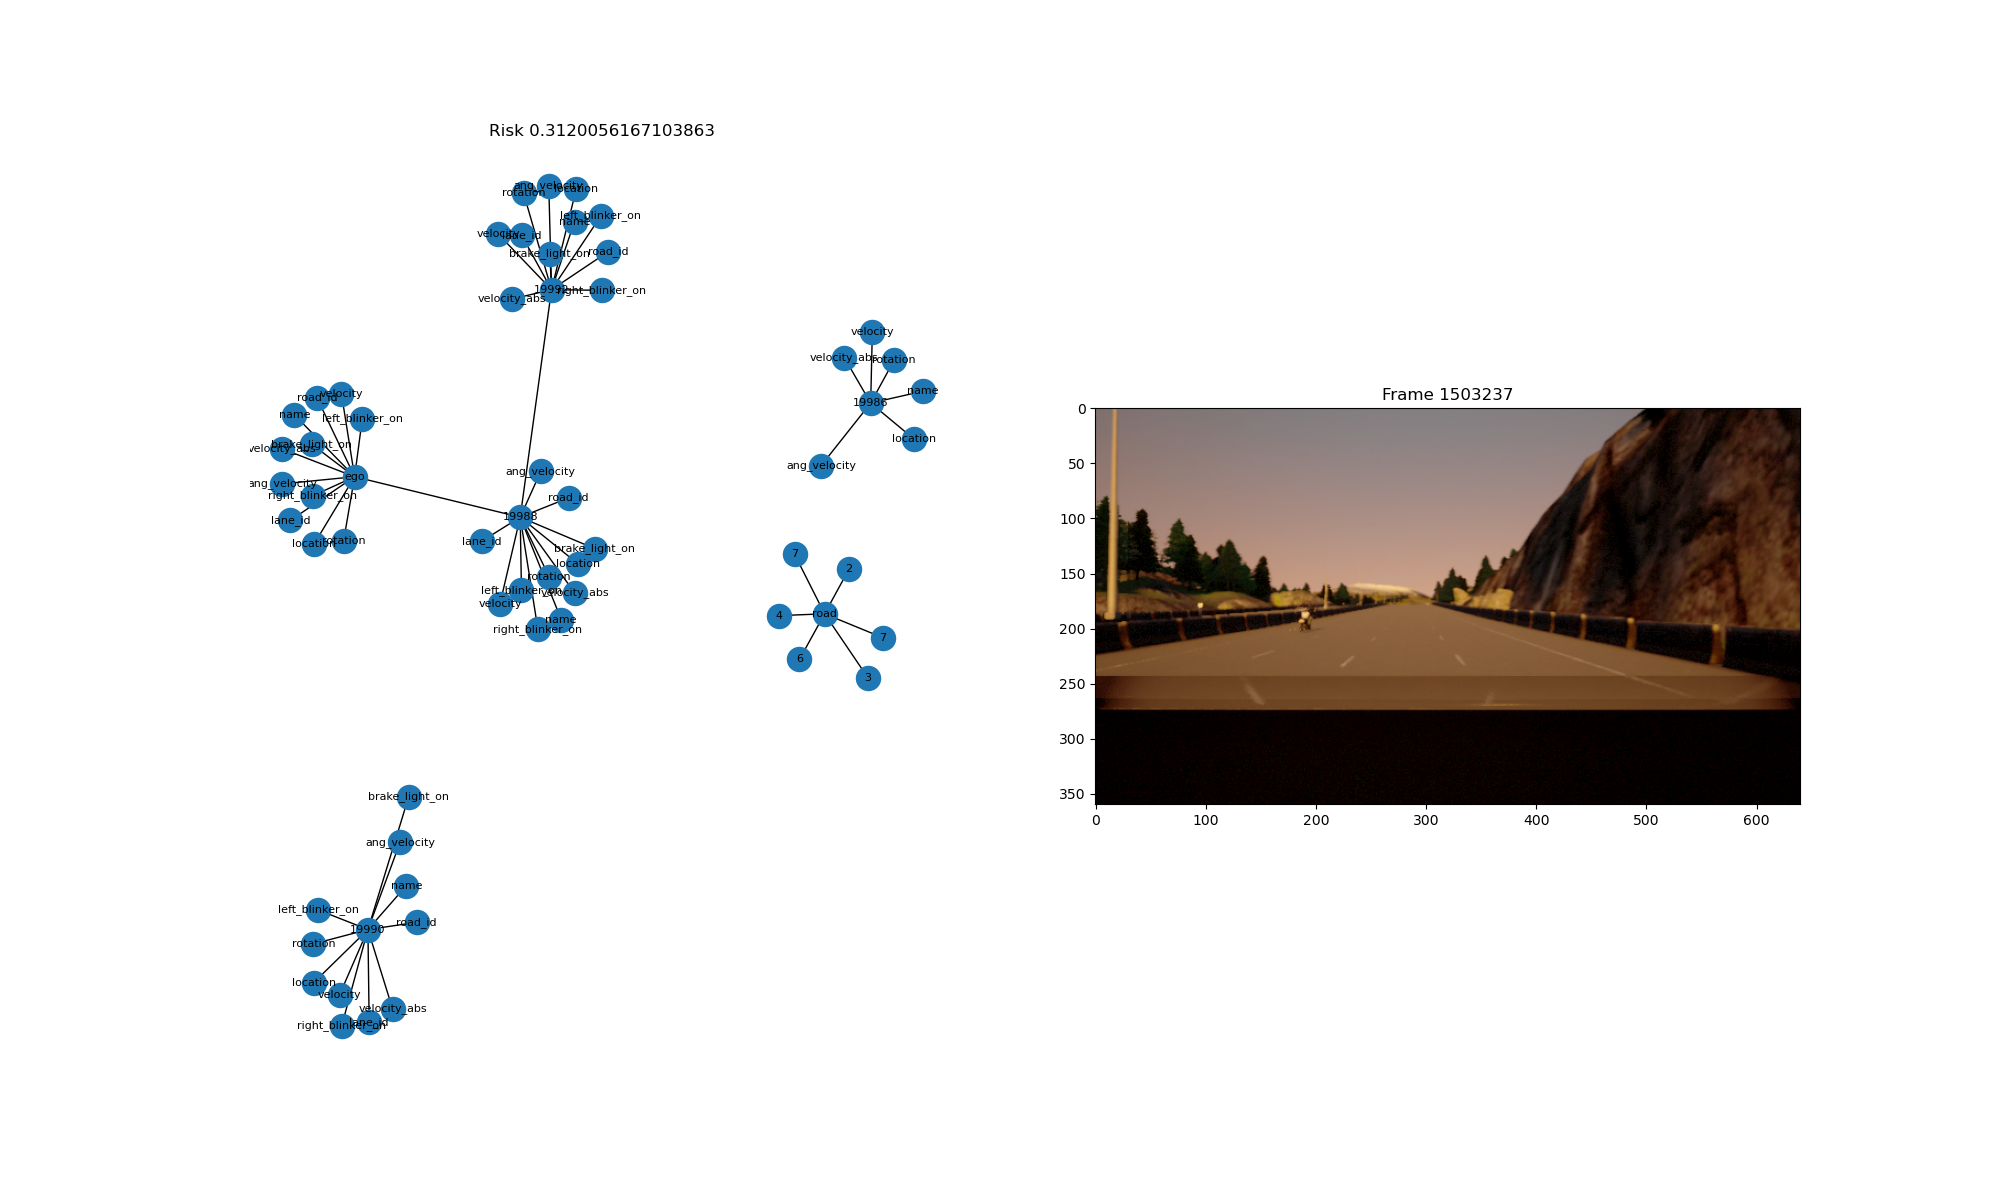 Risk 0.3120056167103863
ang_velocity
location
rotation
left_blinker_on
name
velocity
lane_id
brake_light_on
road_id
right_blinker_on
velocity_abs
velocity
velocity_abs
rotation
name
19986
location
ang_velocity
road_id
velocity
name
left_blinker_on
brake_light_on
velocity_abs
ego
ang_velocity
right_blinker_on
lane_id
location
rotation
ang_velocity
road_id
19988
lane_id
brake_light_on
location
rotation
left_blinker_on
velocity_abs
velocity
name
right_blinker_on
7
2
4
road
7
6
3
brake_light_on
ang_velocity
name
left_blinker_on
road_id
19990
rotation
location
velocity
velocity_abs
right_blinker_on
lane_id
Frame 1503237
0
50
100
150
200
250
300
350
0 100 200 300 400 500 600